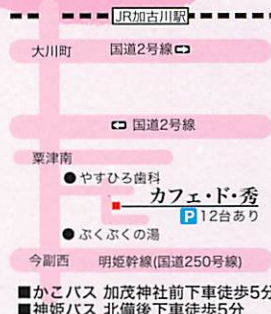 JR加古川駅
大川町 国道2号線⇨
⇦ 国道2号線
粟津南
●やすひろ歯科
カフェ・ド・秀
P12台あり
●ぷくぷくの湯
今福西 明姫幹線(国道250号線)
■かこバス 加茂神社前下車徒歩5分
■神姫バス 北備後下車徒歩5分